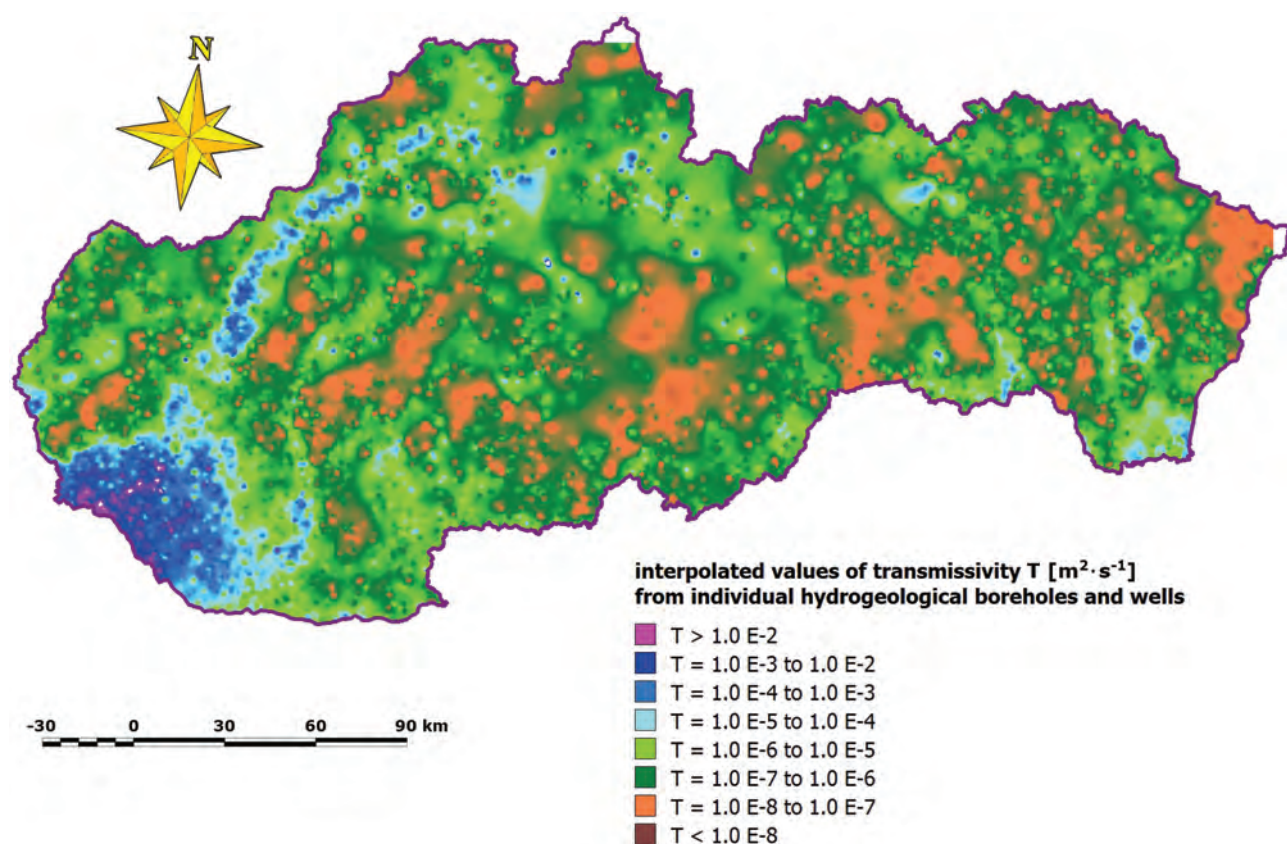 N
interpolated values of transmissivity T [m²·s⁻¹]
from individual hydrogeological boreholes and wells
T > 1.0 E-2
T = 1.0 E-3 to 1.0 E-2
T = 1.0 E-4 to 1.0 E-3
T = 1.0 E-5 to 1.0 E-4
T = 1.0 E-6 to 1.0 E-5
T = 1.0 E-7 to 1.0 E-6
T = 1.0 E-8 to 1.0 E-7
T < 1.0 E-8
-30 0 30 60 90 km